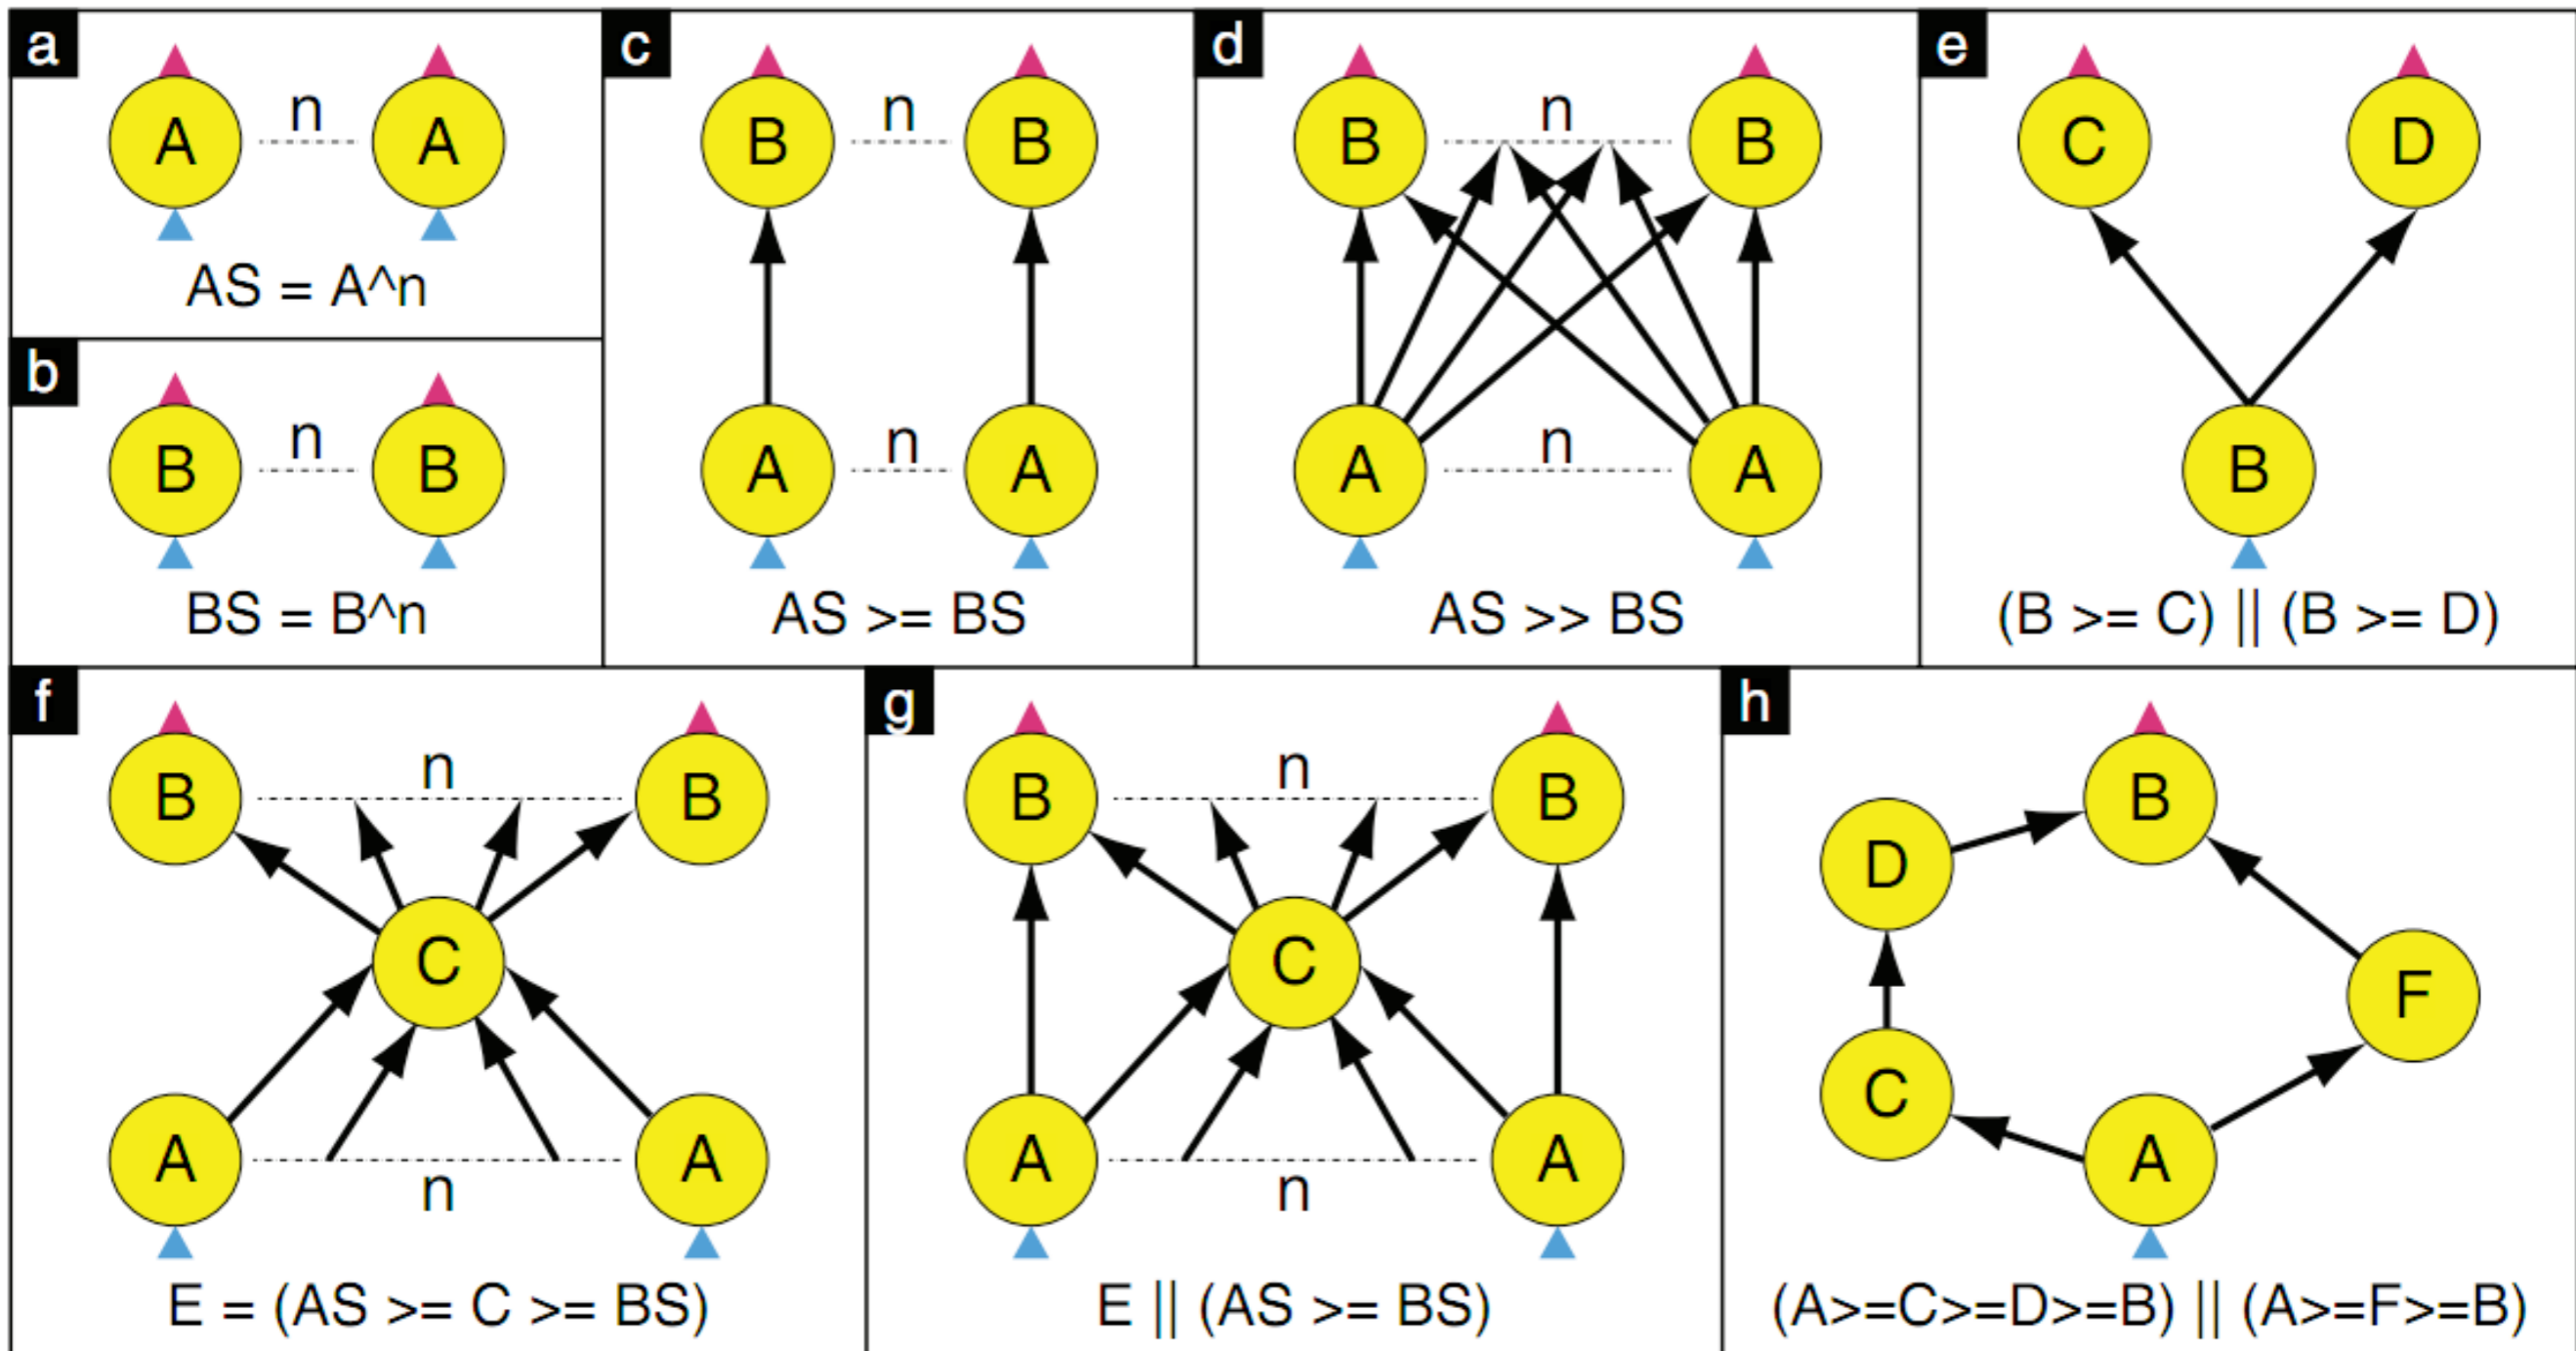 a
A
n
A
AS = A^n
b
B
n
B
BS = B^n
c
B
n
B
A
n
A
AS >= BS
d
B
n
B
A
n
A
AS >> BS
e
C
D
B
(B >= C) || (B >= D)
f
B
n
B
C
A
n
A
E = (AS >= C >= BS)
g
B
n
B
C
A
n
A
E || (AS >= BS)
h
B
D
F
C
A
(A>=C>=D>=B) || (A>=F>=B)